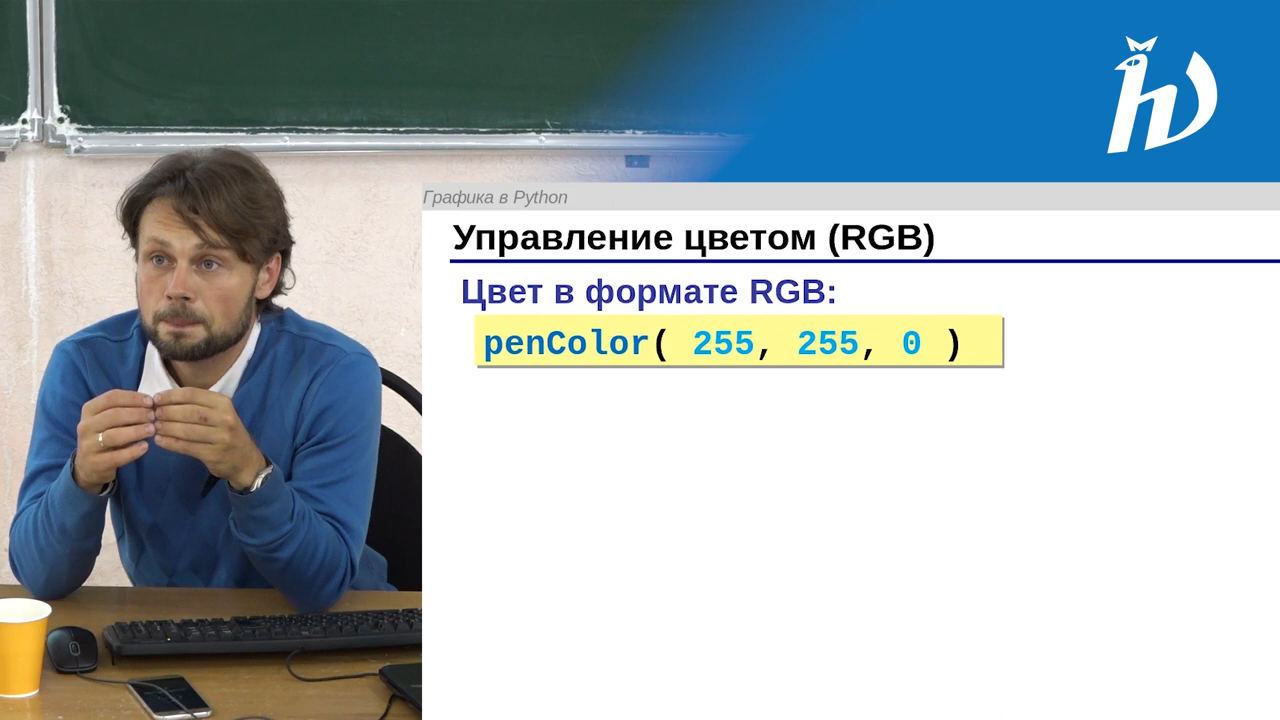 Графика в Python
Управление цветом (RGB)
Цвет в формате RGB:
penColor( 255, 255, 0 )